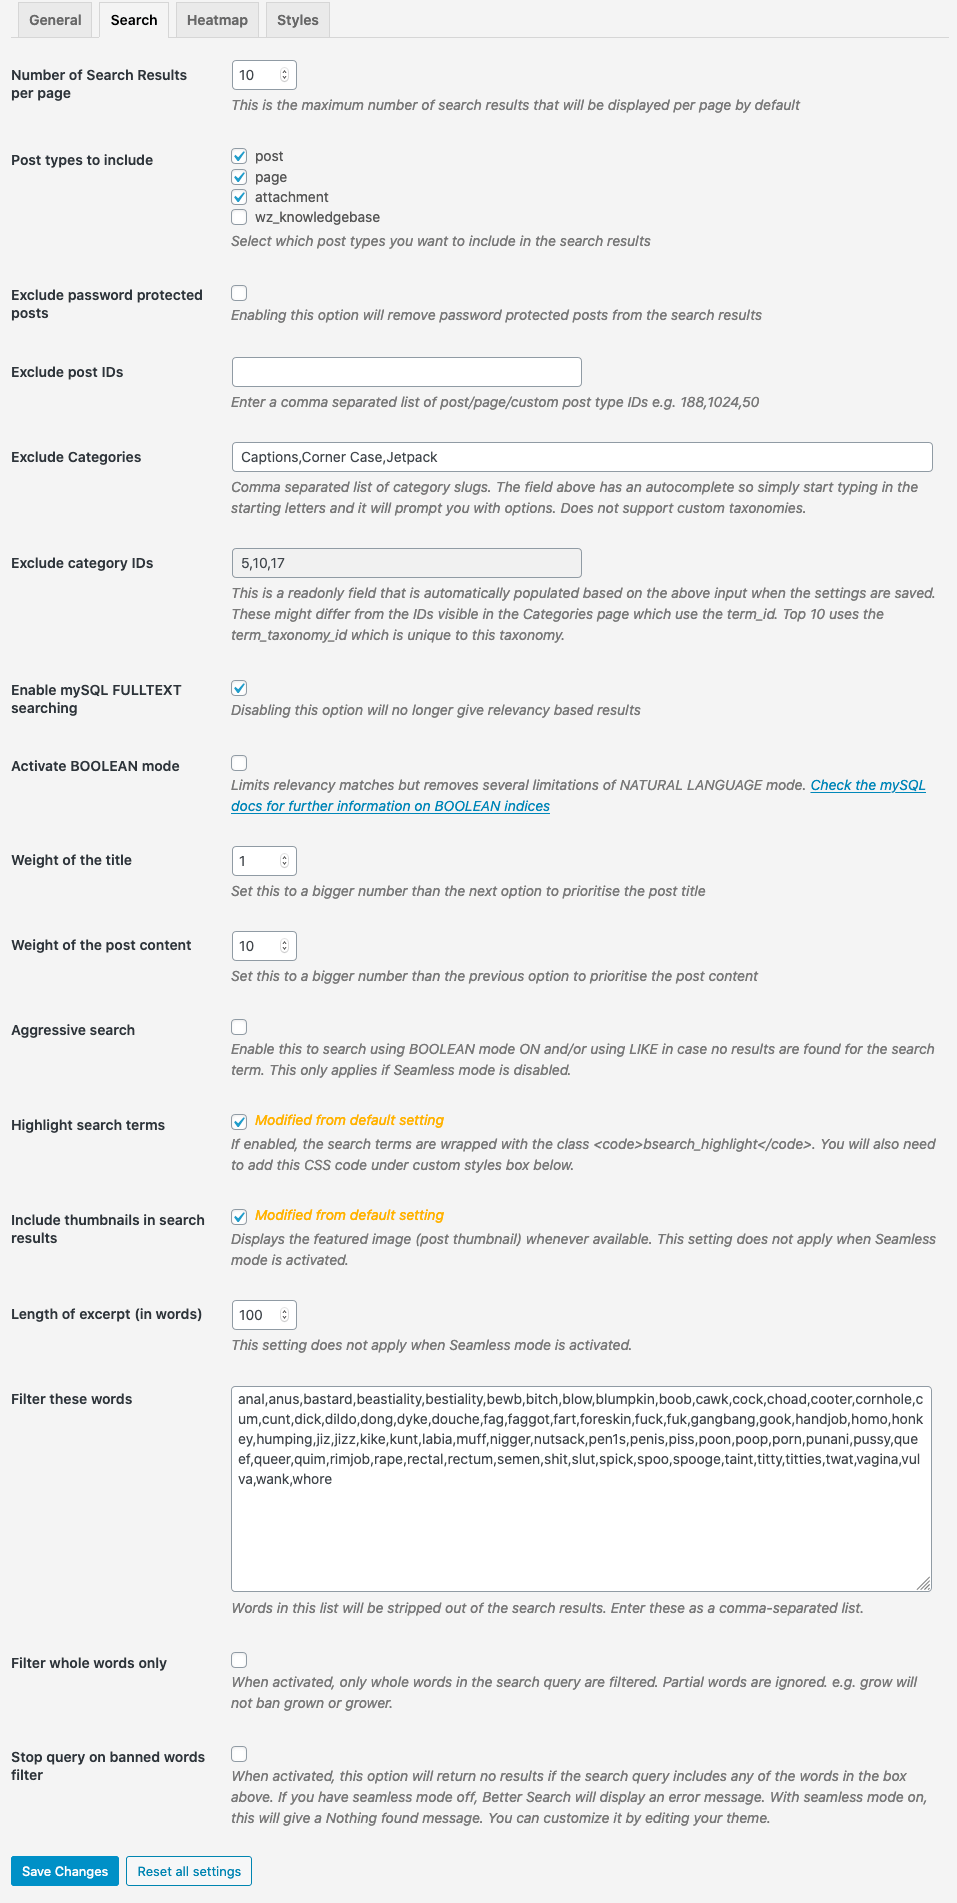 General Search Heatmap Styles
Number of Search Results
per page
10
This is the maximum number of search results that will be displayed per page by default
Post types to include
post
page
attachment
wz_knowledgebase
Select which post types you want to include in the search results
Exclude password protected
posts
Enabling this option will remove password protected posts from the search results
Exclude post IDs
Enter a comma separated list of post/page/custom post type IDs e.g. 188,1024,50
Exclude Categories
Captions,Corner Case,Jetpack
Comma separated list of category slugs. The field above has an autocomplete so simply start typing in the
starting letters and it will prompt you with options. Does not support custom taxonomies.
Exclude category IDs
5,10,17
This is a readonly field that is automatically populated based on the above input when the settings are saved.
These might differ from the IDs visible in the Categories page which use the term_id. Top 10 uses the
term_taxonomy_id which is unique to this taxonomy.
Enable mySQL FULLTEXT
searching
Disabling this option will no longer give relevancy based results
Activate BOOLEAN mode
Limits relevancy matches but removes several limitations of NATURAL LANGUAGE mode. Check the mySQL
docs for further information on BOOLEAN indices
Weight of the title
1
Set this to a bigger number than the next option to prioritise the post title
Weight of the post content
10
Set this to a bigger number than the previous option to prioritise the post content
Aggressive search
Enable this to search using BOOLEAN mode ON and/or using LIKE in case no results are found for the search
term. This only applies if Seamless mode is disabled.
Highlight search terms
Modified from default setting
If enabled, the search terms are wrapped with the class <code>bsearch_highlight</code>. You will also need
to add this CSS code under custom styles box below.
Include thumbnails in search
results
Modified from default setting
Displays the featured image (post thumbnail) whenever available. This setting does not apply when Seamless
mode is activated.
Length of excerpt (in words)
100
This setting does not apply when Seamless mode is activated.
Filter these words
anal,anus,bastard,beastiality,bestiality,bewb,bitch,blow,blumpkin,boob,cawk,cock,choad,cooter,cornhole,c
um,cunt,dick,dildo,dong,dyke,douche,fag,faggot,fart,foreskin,fuck,fuk,gangbang,gook,handjob,homo,honk
ey,humping,jiz,jizz,kike,kunt,labia,muff,nigger,nutsack,pen1s,penis,piss,poon,poop,porn,punani,pussy,que
ef,queer,quim,rimjob,rape,rectal,rectum,semen,shit,slut,spick,spoo,spooge,taint,titty,titties,twat,vagina,vul
va,wank,whore
Words in this list will be stripped out of the search results. Enter these as a comma-separated list.
Filter whole words only
When activated, only whole words in the search query are filtered. Partial words are ignored. e.g. grow will
not ban grown or grower.
Stop query on banned words
filter
When activated, this option will return no results if the search query includes any of the words in the box
above. If you have seamless mode off, Better Search will display an error message. With seamless mode on,
this will give a Nothing found message. You can customize it by editing your theme.
Save Changes Reset all settings